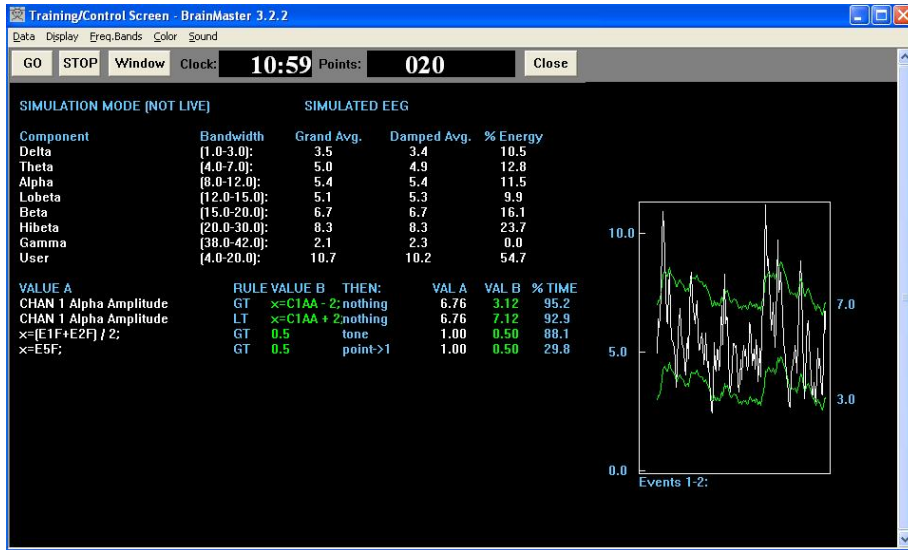 Training/Control Screen - BrainMaster 3.2.2
Data Display Freq.Bands Color Sound
GO STOP Window Clock: 10:59 Points: 020 Close
SIMULATION MODE (NOT LIVE) SIMULATED EEG
Component Bandwidth Grand Avg. Damped Avg. % Energy
Delta (1.0-3.0): 3.5 3.4 10.5
Theta (4.0-7.0): 5.0 4.9 12.8
Alpha (8.0-12.0): 5.4 5.4 11.5
Lobeta (12.0-15.0): 5.1 5.3 9.9
Beta (15.0-20.0): 6.7 6.7 16.1
Hibeta (20.0-30.0): 8.3 8.3 23.7
Gamma (38.0-42.0): 2.1 2.3 0.0
User (4.0-20.0): 10.7 10.2 54.7
VALUE A RULE VALUE B THEN: VAL A VAL B % TIME
CHAN 1 Alpha Amplitude GT x=C1AA - 2; nothing 6.76 3.12 95.2
CHAN 1 Alpha Amplitude LT x=C1AA + 2; nothing 6.76 7.12 92.9
x=(E1F+E2F) / 2; GT 0.5 tone 1.00 0.50 88.1
x=E5F; GT 0.5 point->1 1.00 0.50 29.8
10.0
7.0
5.0
3.0
0.0
Events 1-2: